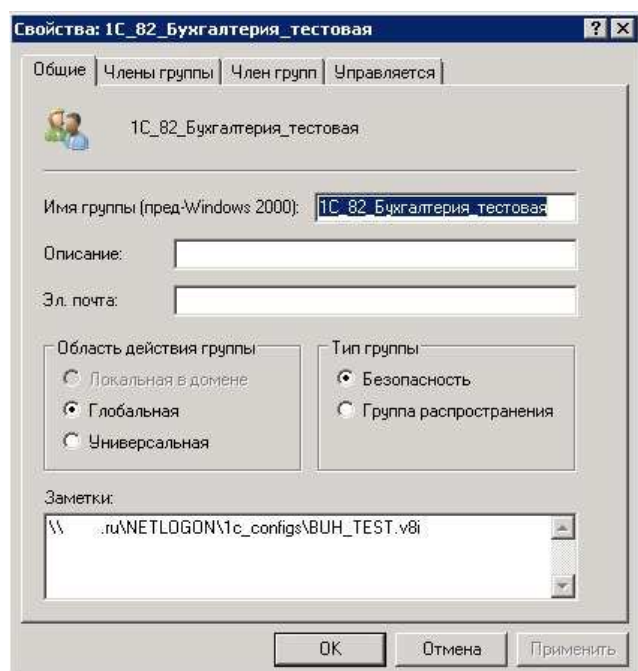 Свойства: 1С_82_Бухгалтерия_тестовая
Общие Члены группы Член групп Управляется
1С_82_Бухгалтерия_тестовая
Имя группы (пред-Windows 2000): 1С_82_Бухгалтерия_тестовая
Описание:
Эл. почта:
Область действия группы Тип группы
Локальная в домене Безопасность
Глобальная Группа распространения
Универсальная
Заметки:
\\ .ru\NETLOGON\1c_configs\BUH_TEST.v8i
OK Отмена Применить